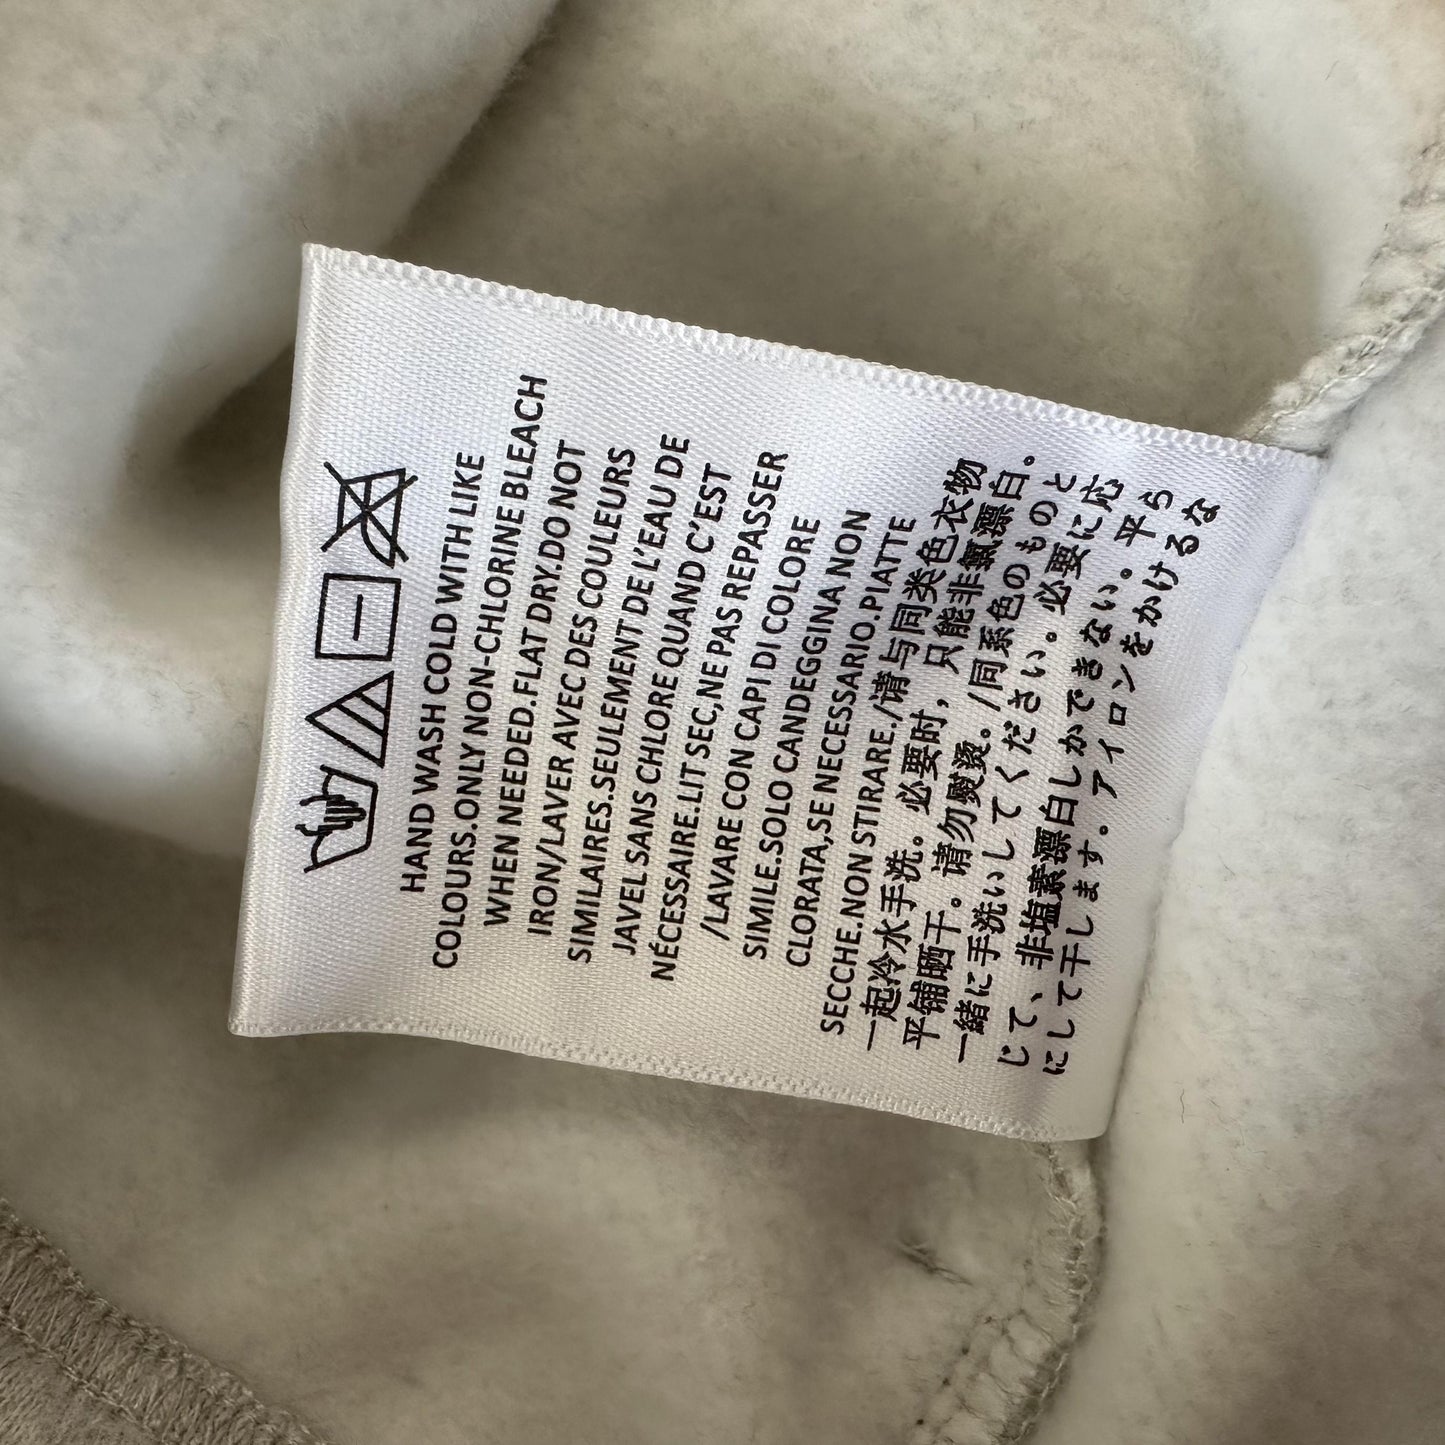 HAND WASH COLD WITH LIKE
COLOURS.ONLY NON-CHLORINE BLEACH
WHEN NEEDED.FLAT DRY.DO NOT
IRON/LAVER AVEC DES COULEURS
SIMILAIRES.SEULEMENT DE L'EAU DE
JAVEL SANS CHLORE QUAND C'EST
NÉCESSAIRE.LIT SEC,NE PAS REPASSER
/LAVARE CON CAPI DI COLORE
SIMILE.SOLO CANDEGGINA NON
CLORATA,SE NECESSARIO.PIATTE
SECCHE.NON STIRARE./请与同类色衣物
一起冷水手洗。必要时，只能非氯漂白。
平铺晒干。请勿熨烫。/同系色のものと
一緒に手洗いしてください。必要に応
じて、非塩素漂白しかできない。平ら
にして干します。アイロンをかけるな